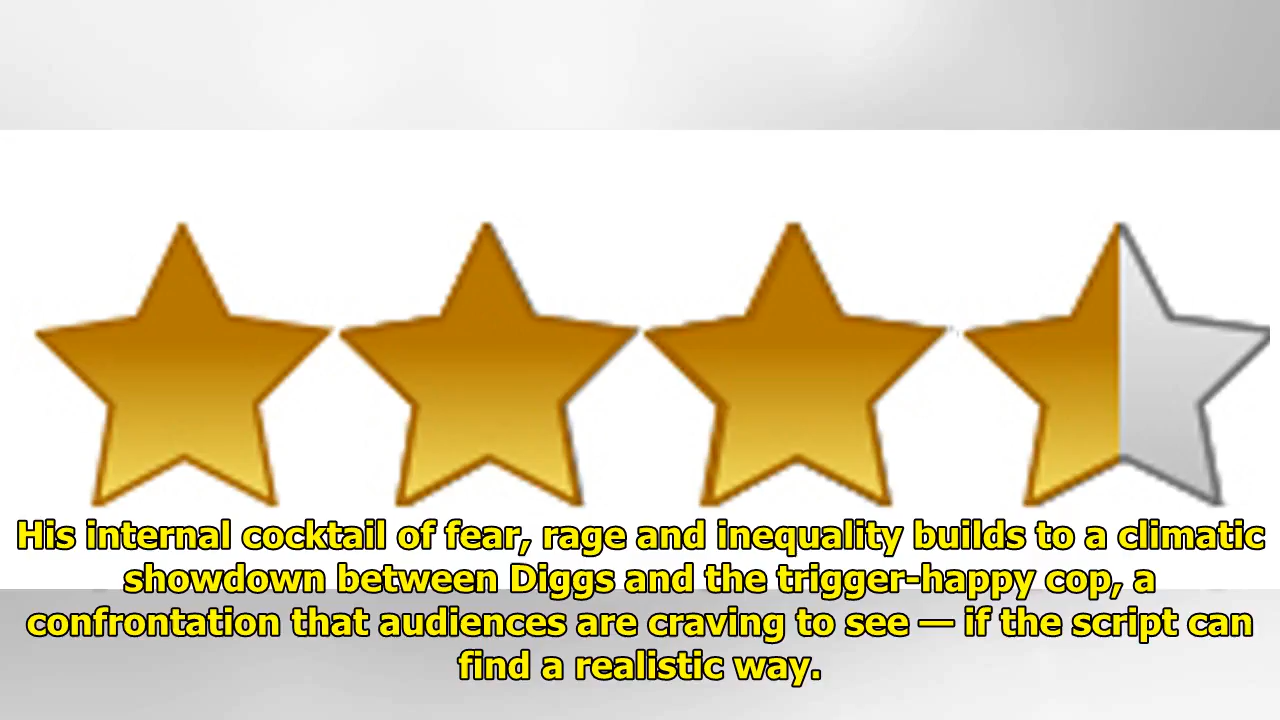 His internal cocktail of fear, rage and inequality builds to a climatic
showdown between Diggs and the trigger-happy cop, a
confrontation that audiences are craving to see — if the script can
find a realistic way.